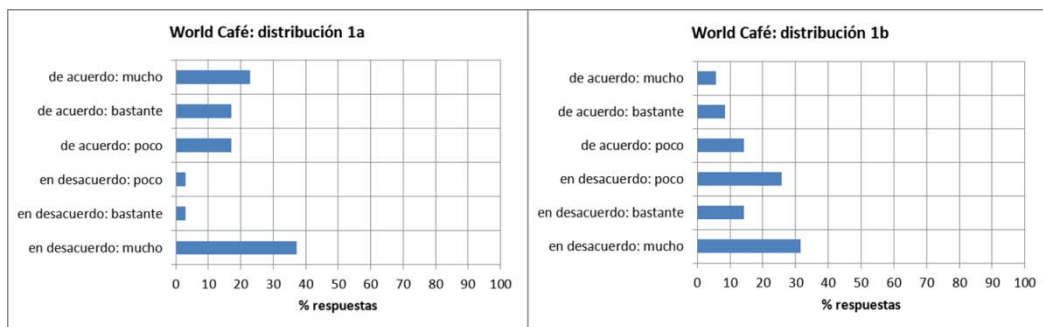 World Café: distribución 1a
de acuerdo: mucho
de acuerdo: bastante
de acuerdo: poco
en desacuerdo: poco
en desacuerdo: bastante
en desacuerdo: mucho
0 10 20 30 40 50 60 70 80 90 100
% respuestas
World Café: distribución 1b
de acuerdo: mucho
de acuerdo: bastante
de acuerdo: poco
en desacuerdo: poco
en desacuerdo: bastante
en desacuerdo: mucho
0 10 20 30 40 50 60 70 80 90 100
% respuestas